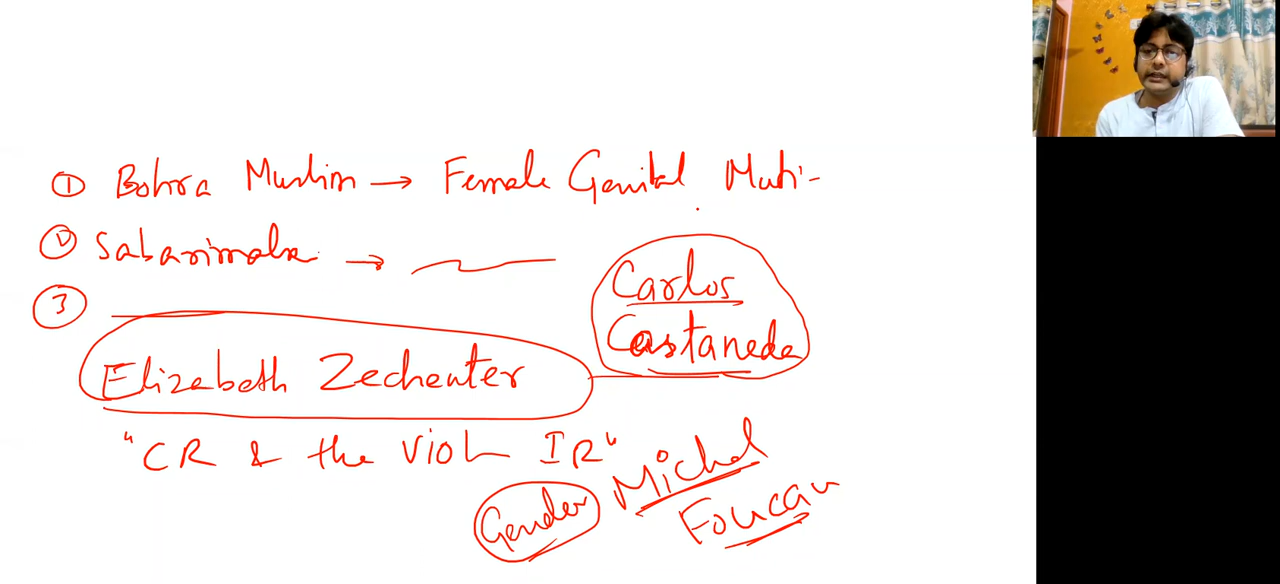 ① Bohra Muslim → Female Genital Muti-
② Sabarimala →
③
Carlos
Castaneda
Elizabeth Zechenter
"CR & the Viol IR"
Gender
Michel
Foucau